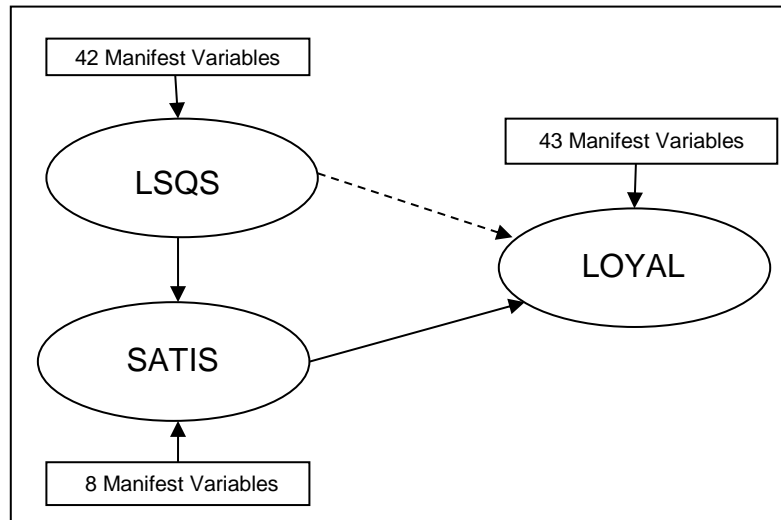 42 Manifest Variables
43 Manifest Variables
LSQS
LOYAL
SATIS
8 Manifest Variables